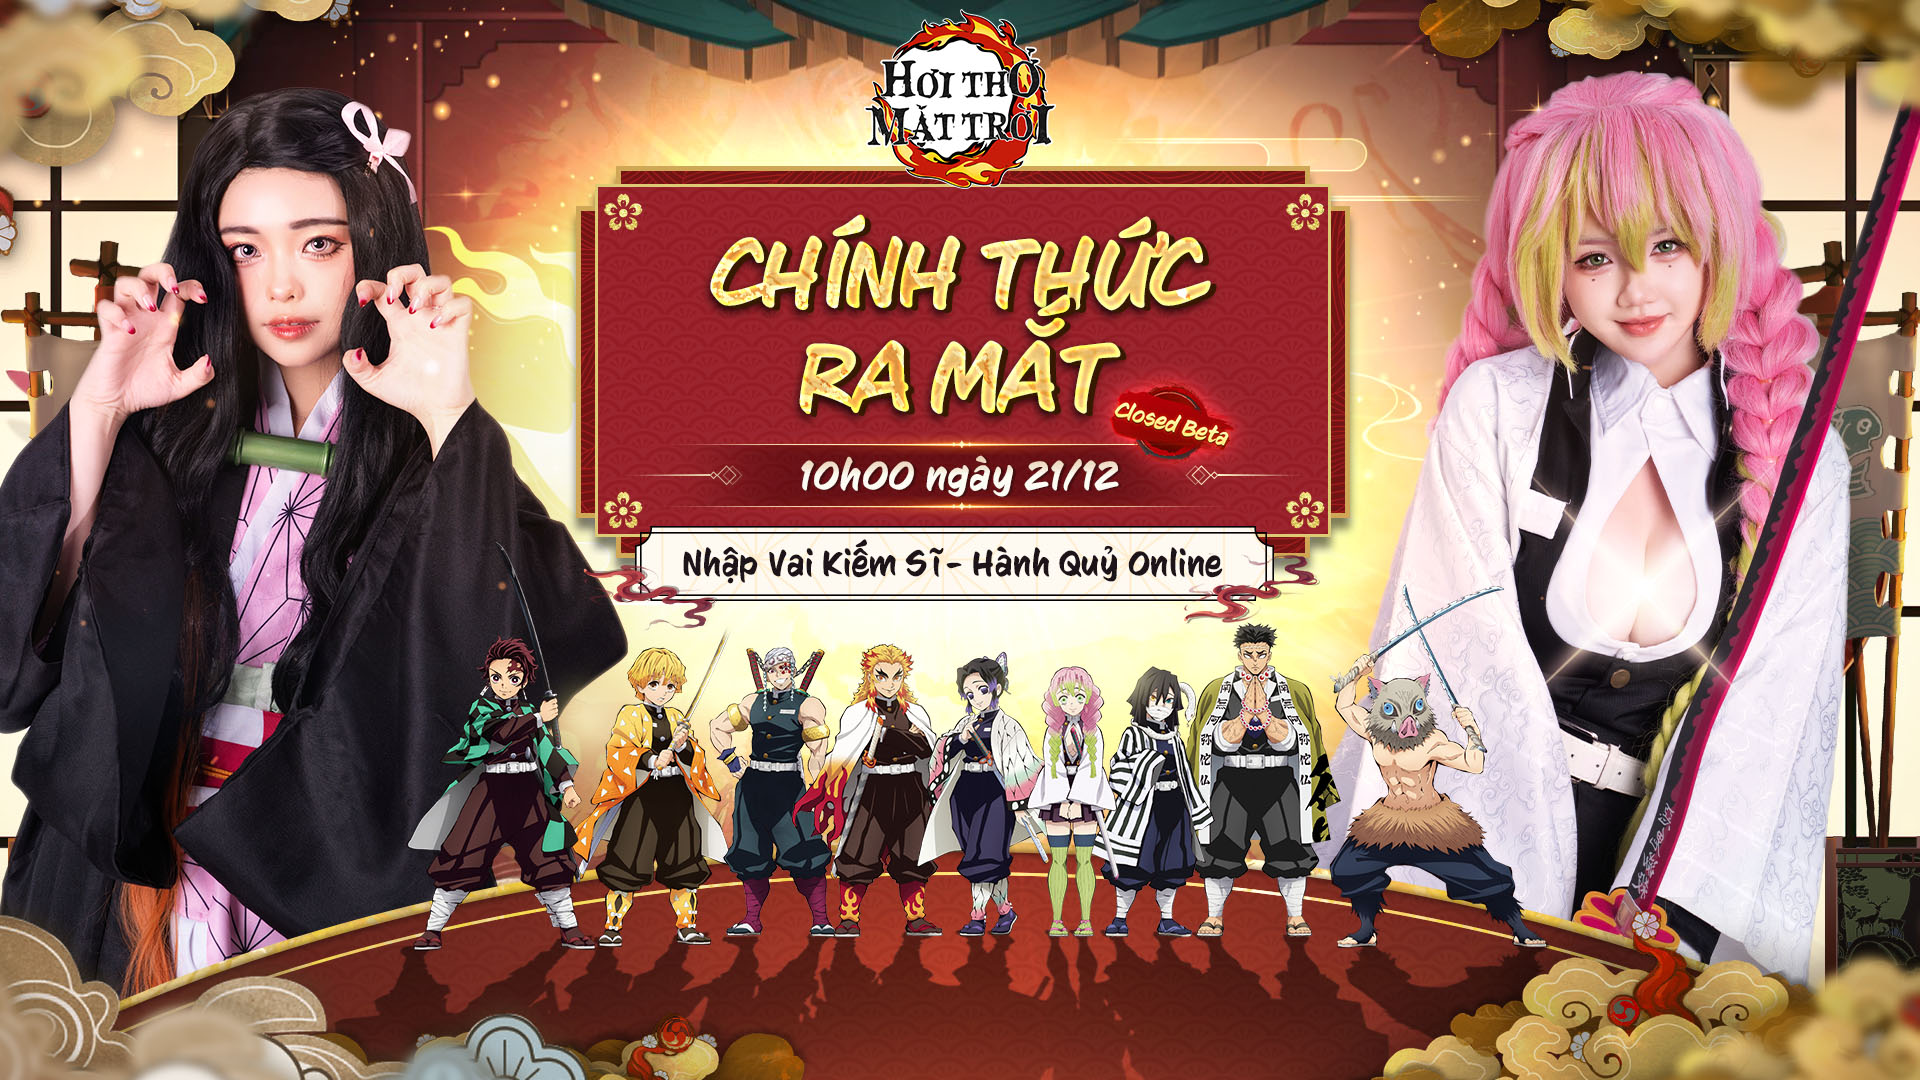 HƠI THỞ
MẶT TRỜI
CHÍNH THỨC
RA MẮT
Closed Beta
10h00 ngày 21/12
Nhập Vai Kiếm Sĩ - Hành Quỷ Online